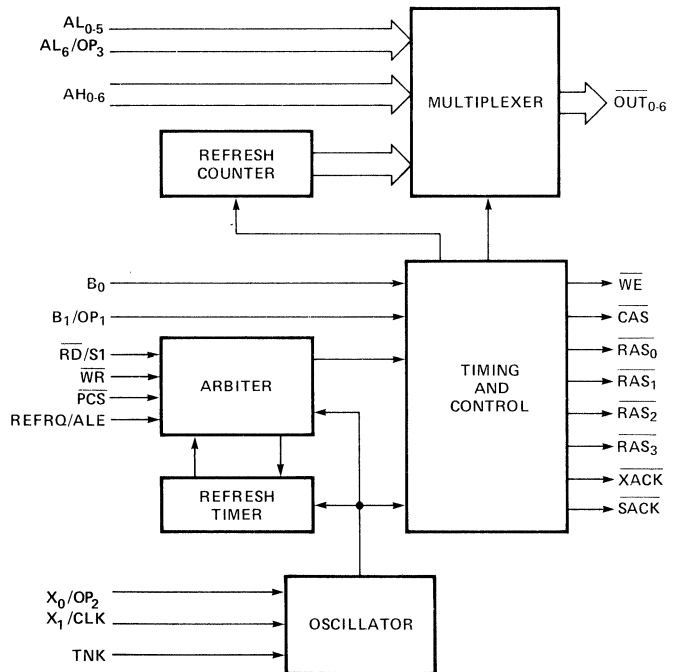 AL0-5
AL6/OP3
AH0-6
MULTIPLEXER
OUT0-6
REFRESH
COUNTER
B0
B1/OP1
RD/S1
WR
PCS
REFRQ/ALE
ARBITER
REFRESH
TIMER
TIMING
AND
CONTROL
WE
CAS
RAS0
RAS1
RAS2
RAS3
XACK
SACK
X0/OP2
X1/CLK
TNK
OSCILLATOR